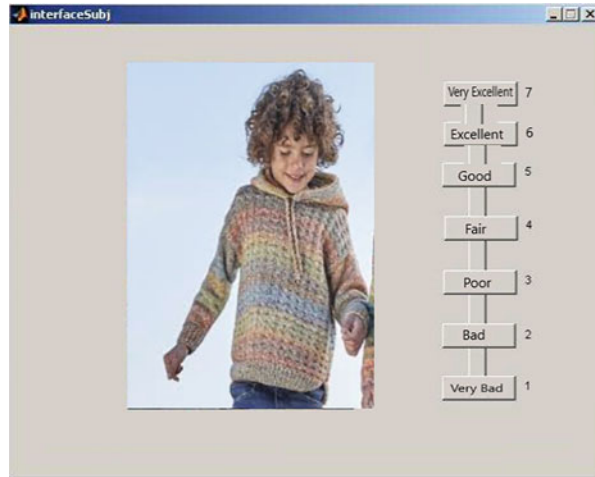 interfaceSubj
Very Excellent 7
Excellent 6
Good 5
Fair 4
Poor 3
Bad 2
Very Bad 1